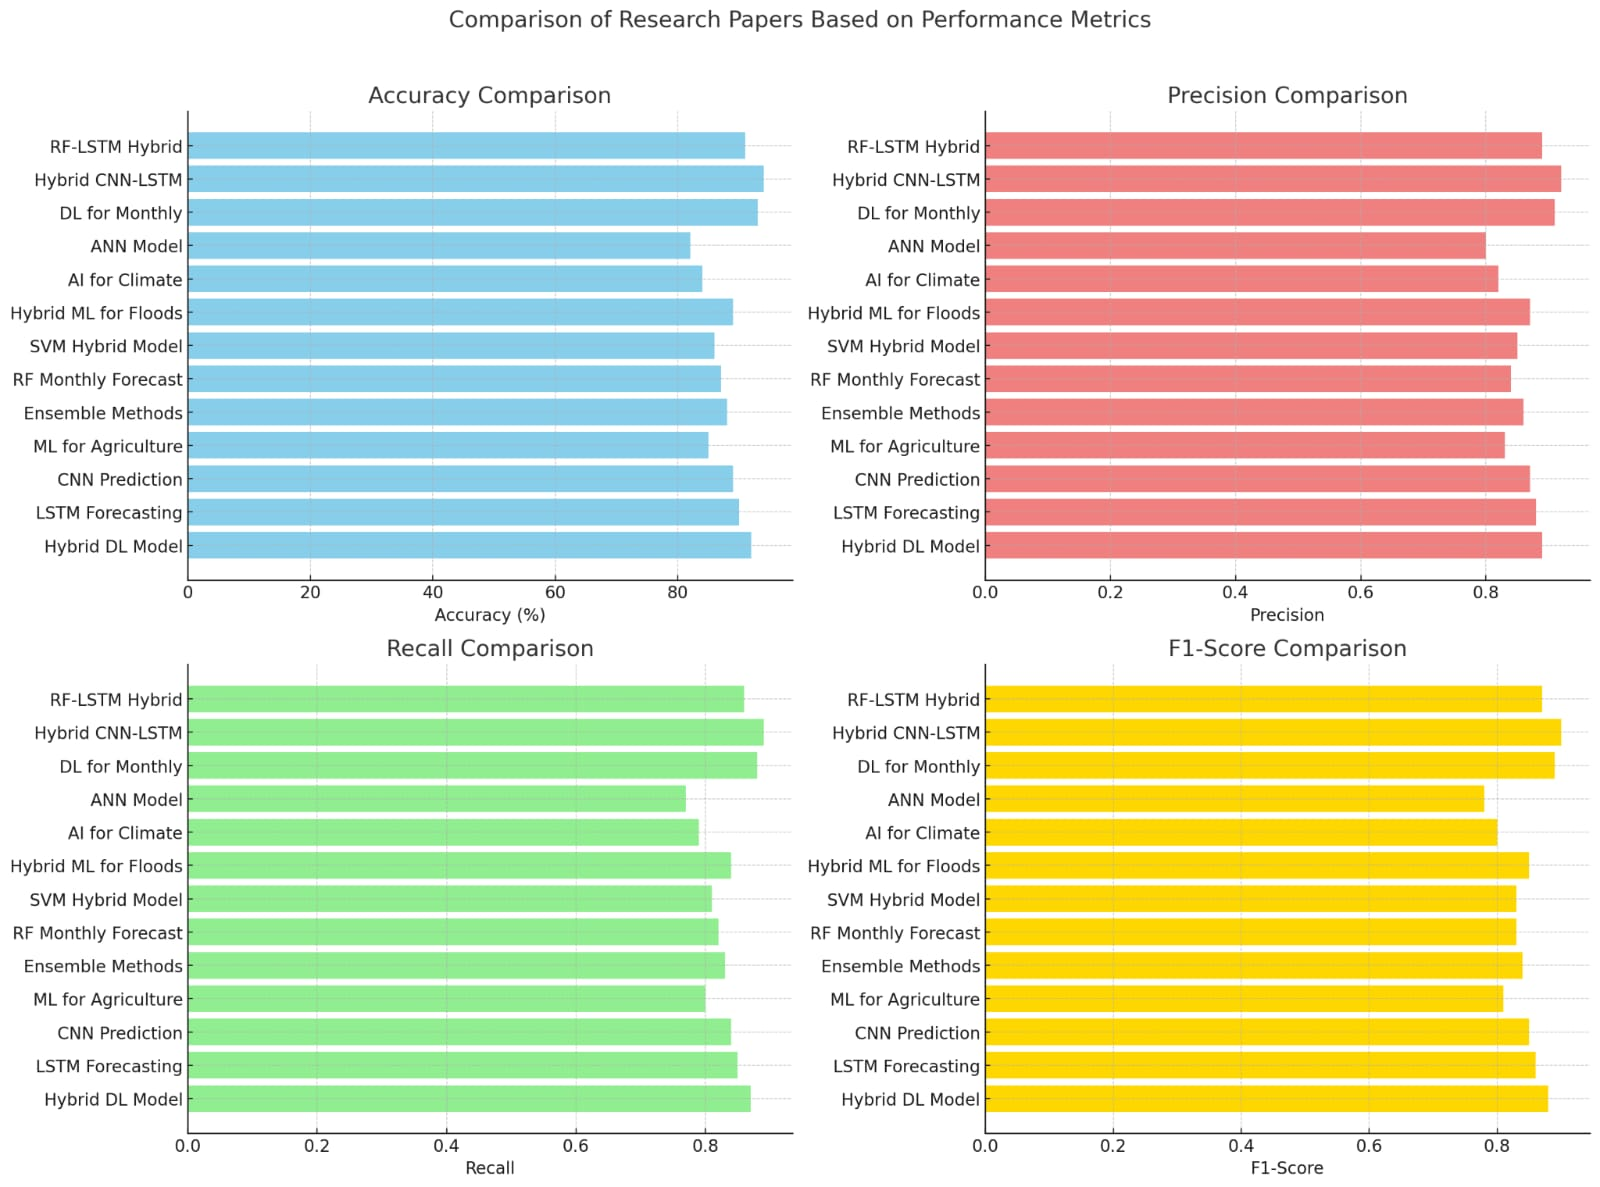 Comparison of Research Papers Based on Performance Metrics
Accuracy Comparison
RF-LSTM Hybrid
Hybrid CNN-LSTM
DL for Monthly
ANN Model
AI for Climate
Hybrid ML for Floods
SVM Hybrid Model
RF Monthly Forecast
Ensemble Methods
ML for Agriculture
CNN Prediction
LSTM Forecasting
Hybrid DL Model
0 20 40 60 80
Accuracy (%)
Precision Comparison
RF-LSTM Hybrid
Hybrid CNN-LSTM
DL for Monthly
ANN Model
AI for Climate
Hybrid ML for Floods
SVM Hybrid Model
RF Monthly Forecast
Ensemble Methods
ML for Agriculture
CNN Prediction
LSTM Forecasting
Hybrid DL Model
0.0 0.2 0.4 0.6 0.8
Precision
Recall Comparison
RF-LSTM Hybrid
Hybrid CNN-LSTM
DL for Monthly
ANN Model
AI for Climate
Hybrid ML for Floods
SVM Hybrid Model
RF Monthly Forecast
Ensemble Methods
ML for Agriculture
CNN Prediction
LSTM Forecasting
Hybrid DL Model
0.0 0.2 0.4 0.6 0.8
Recall
F1-Score Comparison
RF-LSTM Hybrid
Hybrid CNN-LSTM
DL for Monthly
ANN Model
AI for Climate
Hybrid ML for Floods
SVM Hybrid Model
RF Monthly Forecast
Ensemble Methods
ML for Agriculture
CNN Prediction
LSTM Forecasting
Hybrid DL Model
0.0 0.2 0.4 0.6 0.8
F1-Score